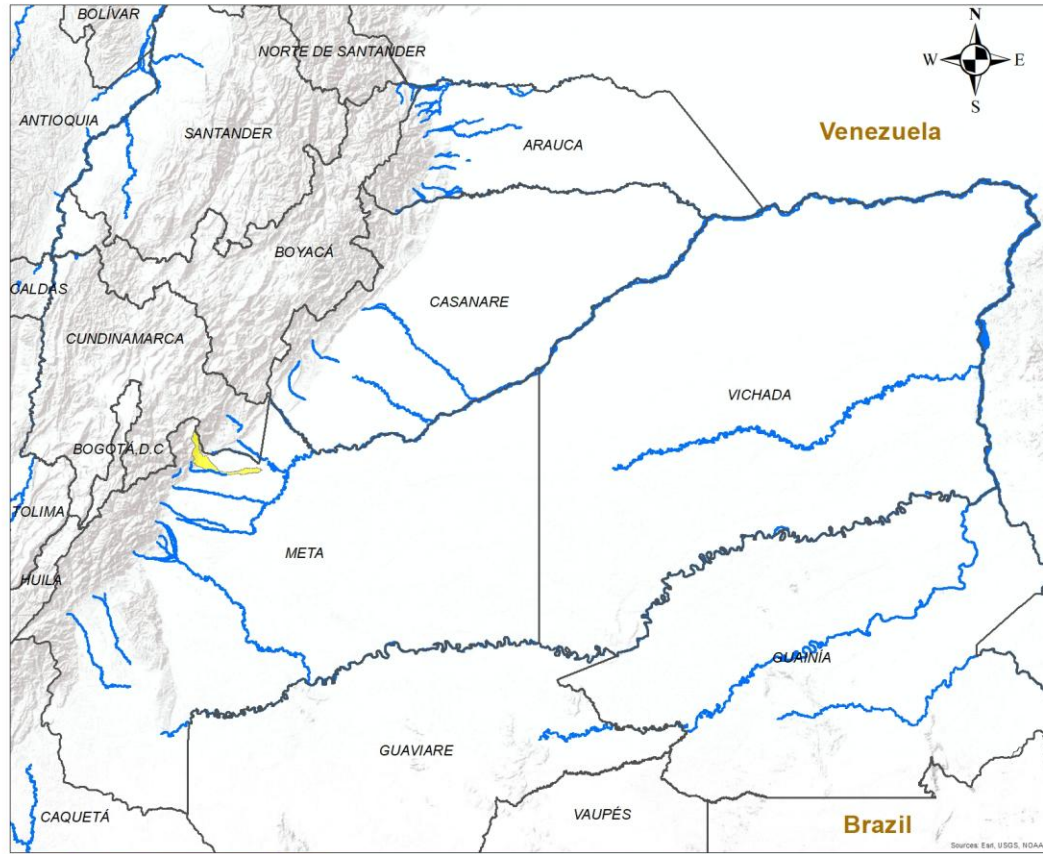 BOLÍVAR
N
NORTE DE SANTANDER
W
E
S
ANTIOQUIA
SANTANDER
ARAUCA
Venezuela
BOYACÁ
CALDAS
CASANARE
CUNDINAMARCA
VICHADA
BOGOTÁ,D.C
TOLIMA
META
HUILA
GUAINÍA
GUAVIARE
CAQUETÁ
VAUPÉS
Brazil
Sources: Esri, USGS, NOAA